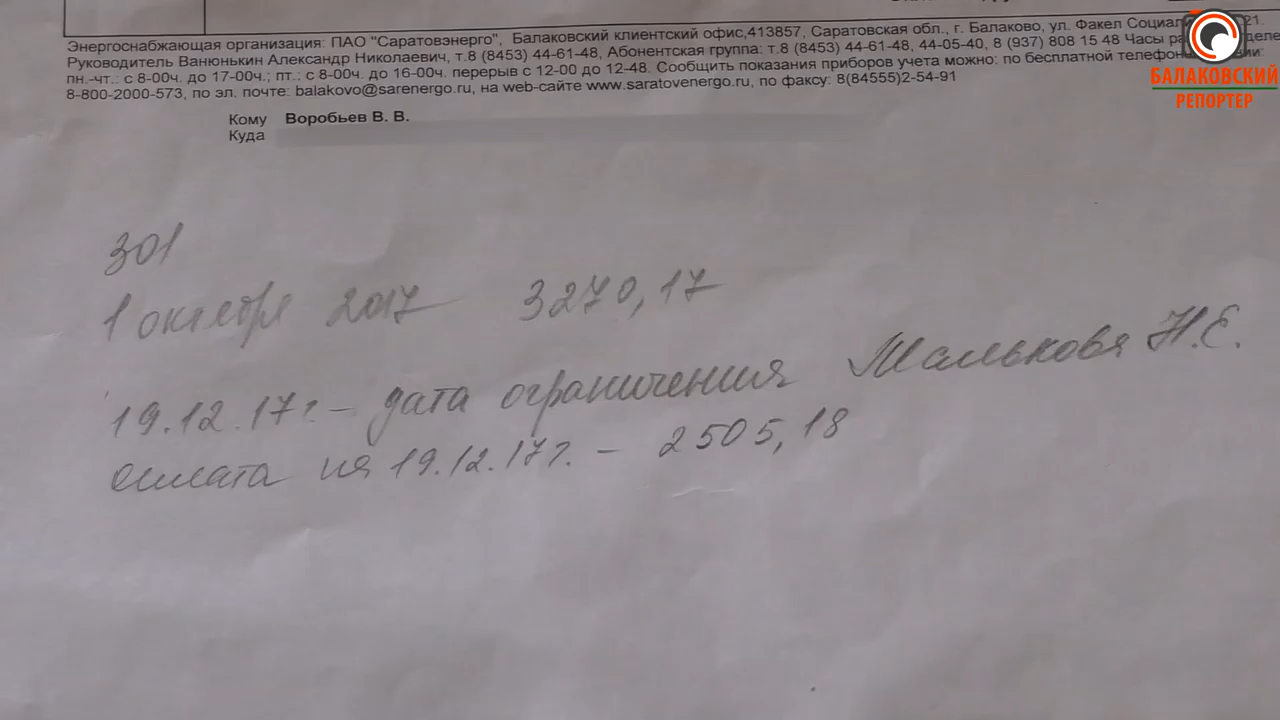 Энергоснабжающая организация: ПАО "Саратовэнерго", Балаковский клиентский офис,413857, Саратовская обл., г. Балаково, ул. Факел Социал 21.
Руководитель Ванюнькин Александр Николаевич, т.8 (8453) 44-61-48, Абонентская группа: т.8 (8453) 44-61-48, 44-05-40, 8 (937) 808 15 48 Часы
пн.-чт.: с 8-00ч. до 17-00ч.; пт.: с 8-00ч. до 16-00ч. перерыв с 12-00 до 12-48. Сообщить показания приборов учета можно: по бесплатной
8-800-2000-573, по эл. почте: balakovo@sarenergo.ru, на web-сайте www.saratovenergo.ru, по факсу: 8(84555)2-54-91
БАЛАКОВСКИЙ
РЕПОРТЕР
Кому Воробьев В. В.
Куда
301
1 октября 2017 3270,17
19.12.17г. – дата ограничения Малькова Н.Е.
оплата на 19.12.17г. – 2505,18